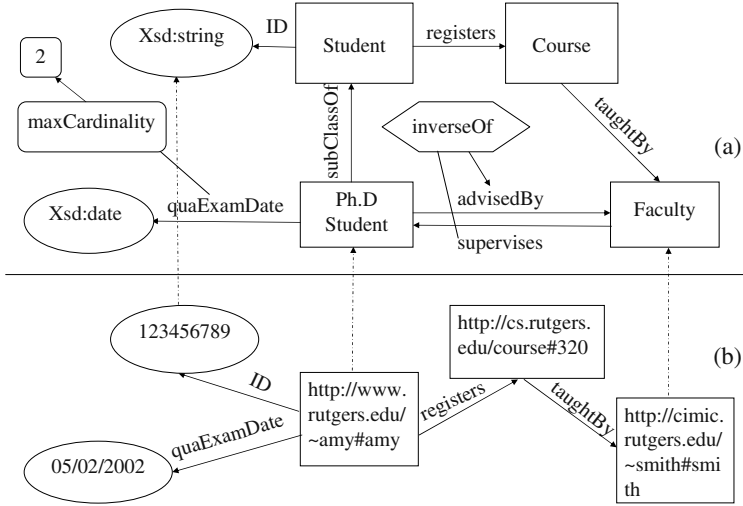 Xsd:string
ID
Student
registers
Course
2
maxCardinality
subClassOf
inverseOf
taughtBy
(a)
Xsd:date
quaExamDate
Ph.D
Student
advisedBy
supervises
Faculty
123456789
ID
http://www.
rutgers.edu/
~amy#amy
registers
http://cs.rutgers.
edu/course#320
taughtBy
(b)
http://cimic.
rutgers.edu/
~smith#smi
th
quaExamDate
05/02/2002